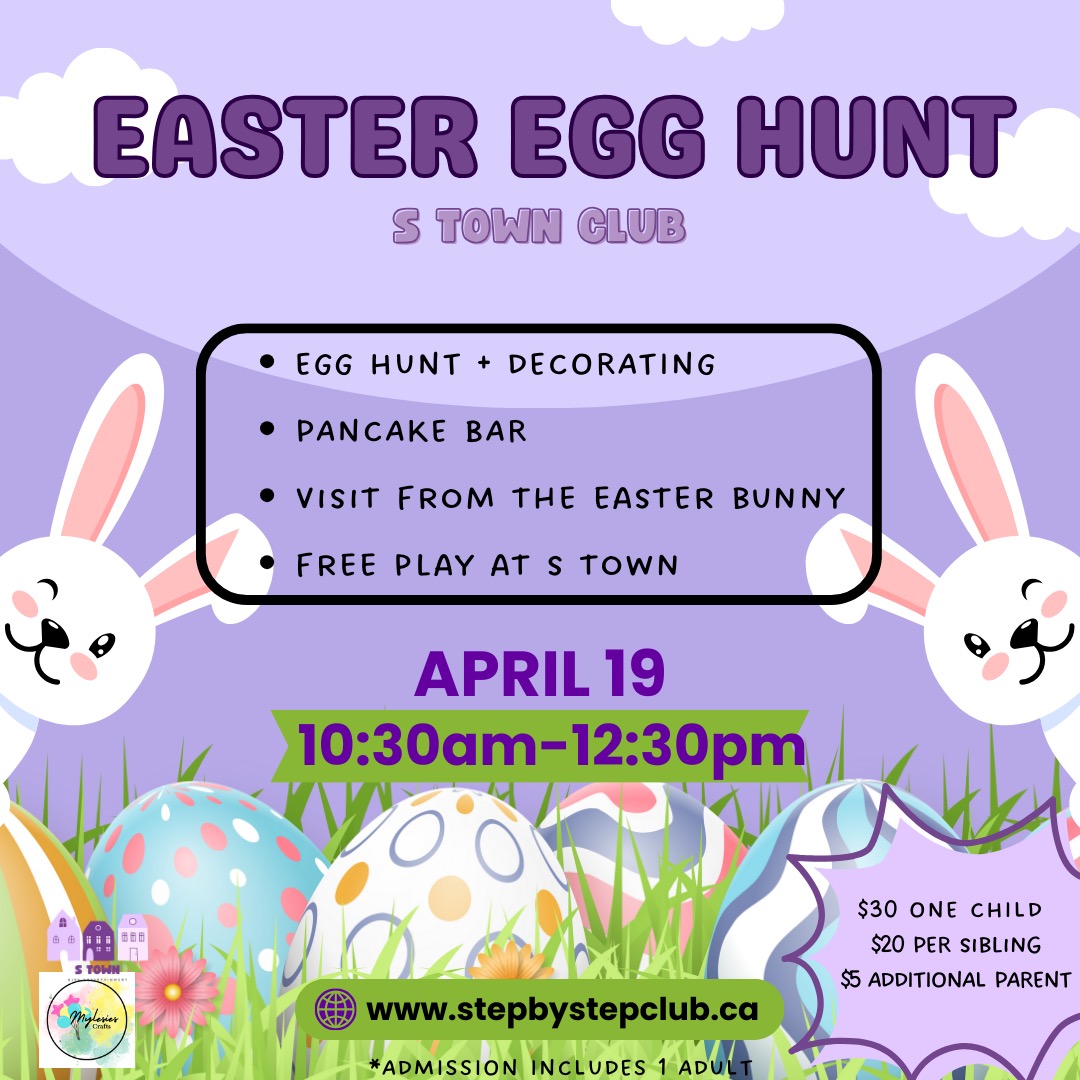 EASTER EGG HUNT
S TOWN CLUB
• EGG HUNT + DECORATING
• PANCAKE BAR
• VISIT FROM THE EASTER BUNNY
• FREE PLAY AT S TOWN
APRIL 19
10:30am-12:30pm
$30 ONE CHILD
$20 PER SIBLING
$5 ADDITIONAL PARENT
S TOWN
Mylesies
Crafts
www.stepbystepclub.ca
*ADMISSION INCLUDES 1 ADULT